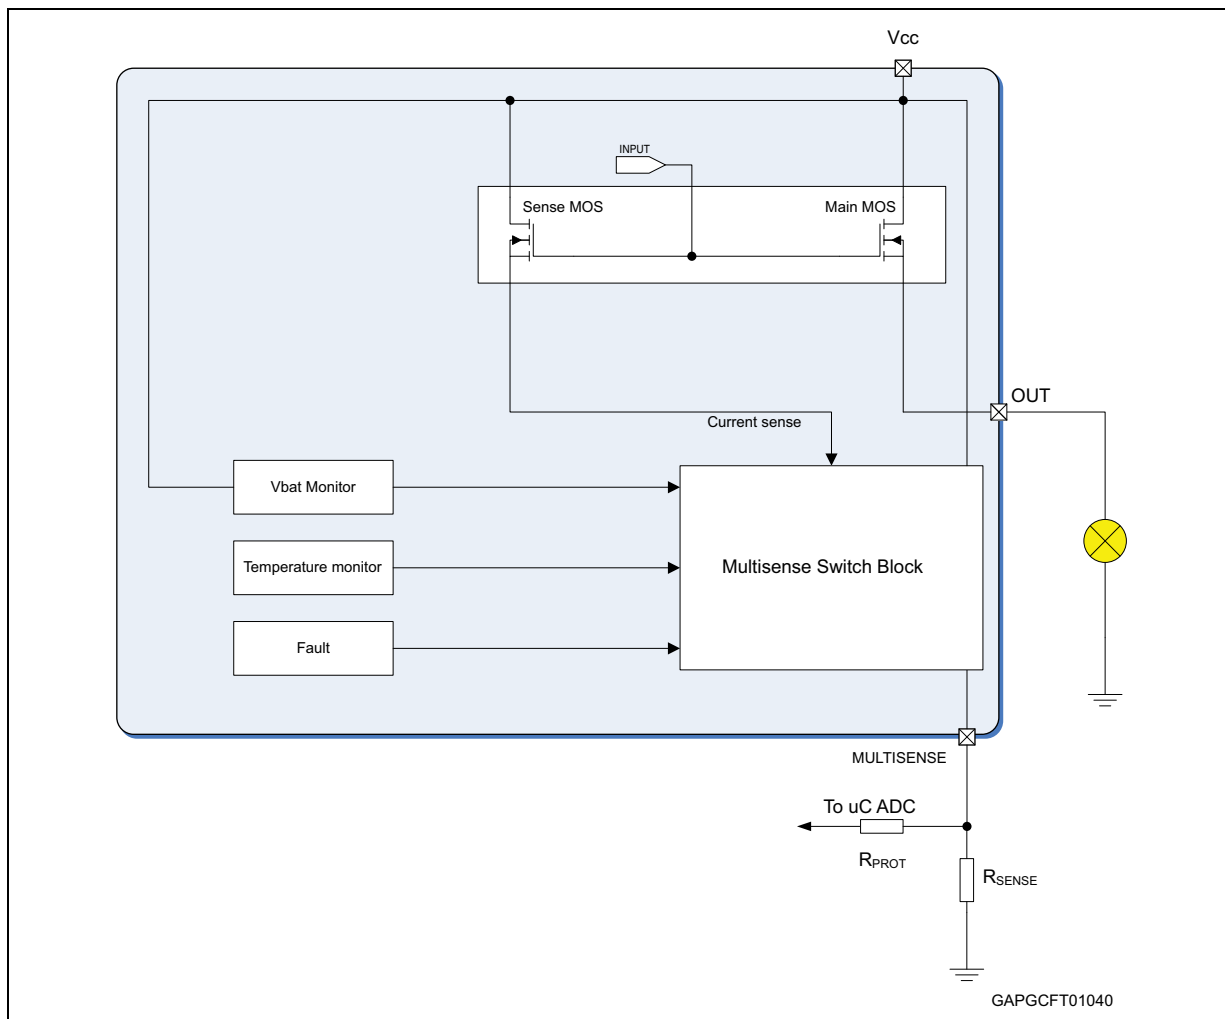 Vcc
INPUT
Sense MOS
Main MOS
OUT
Current sense
Vbat Monitor
Temperature monitor
Multisense Switch Block
Fault
MULTISENSE
To uC ADC
RPROT
RSENSE
GAPGCFT01040